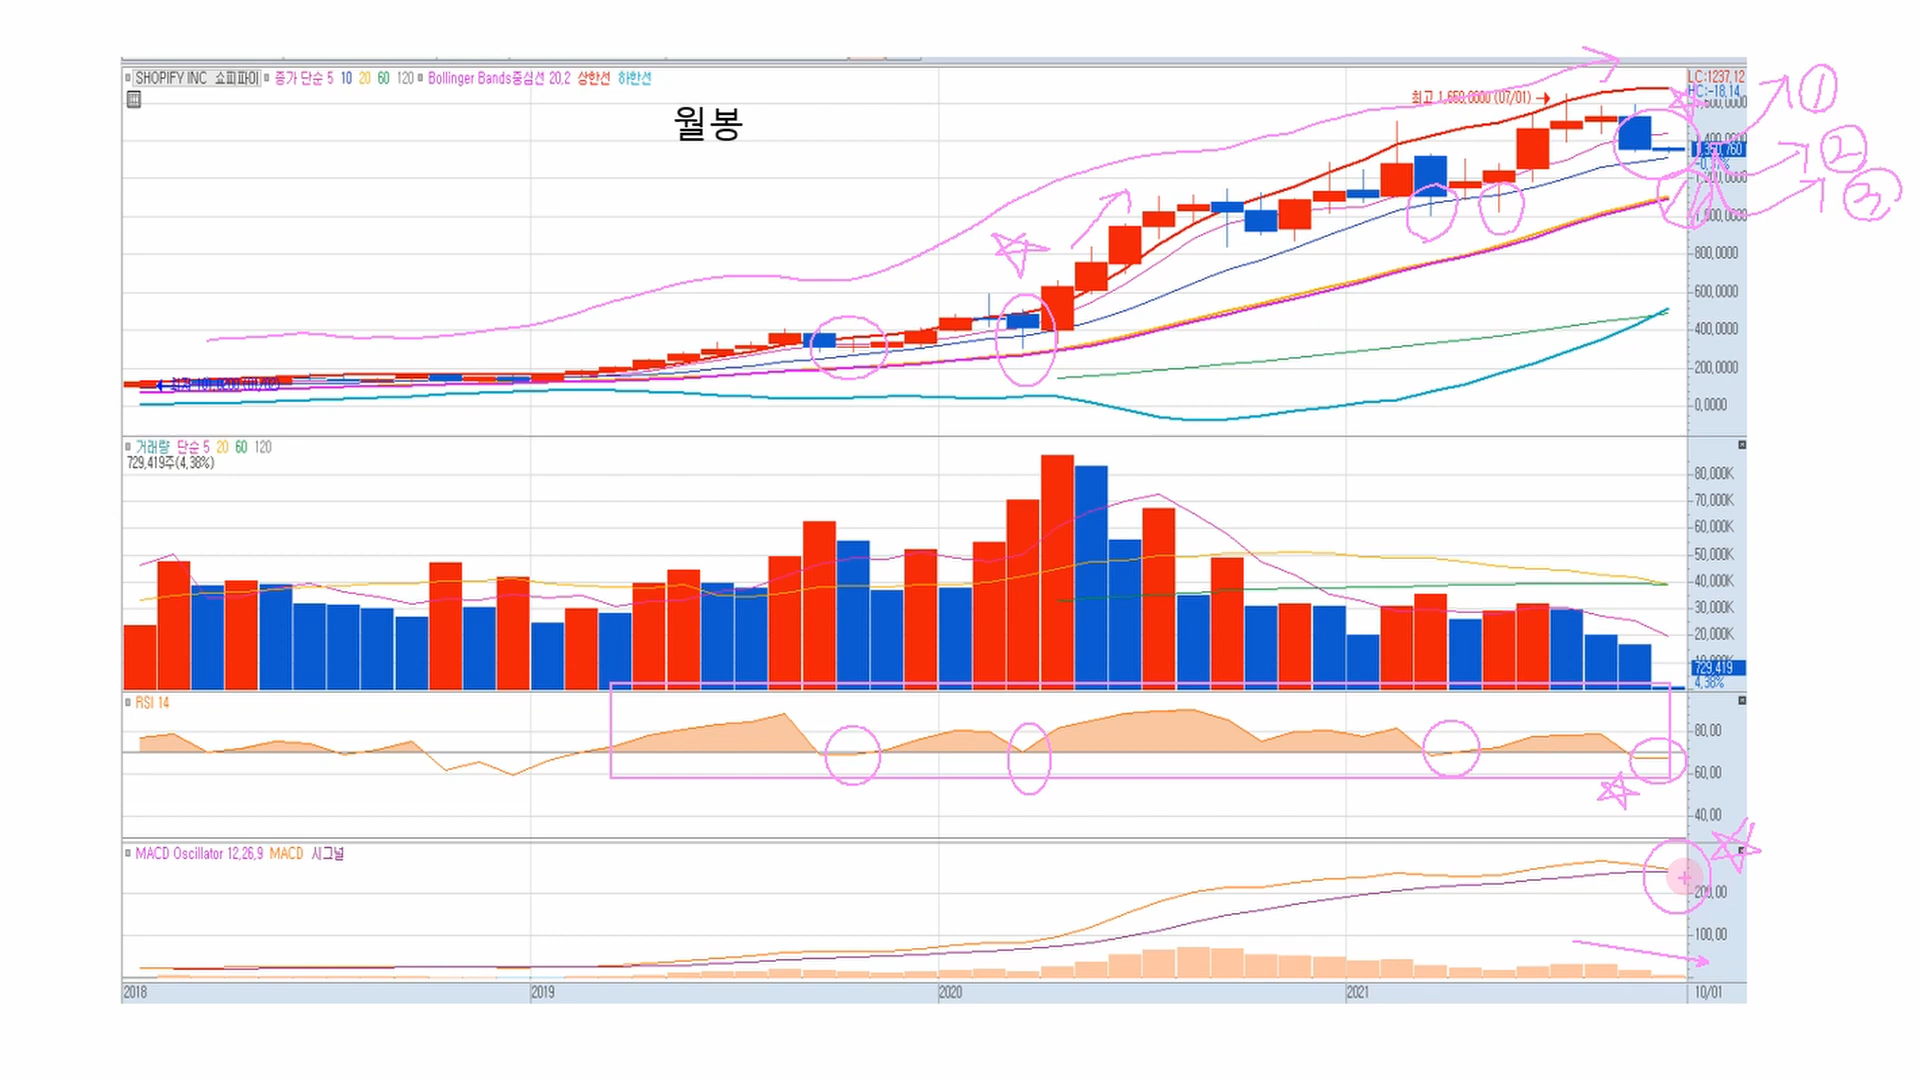 SHOPIFY INC 쇼피파이 종가 단순 5 10 20 60 120 Bollinger Bands중심선 20,2 상한선 하한선
LC:1237,12
HC:-18,14
최고 1,650,0000 (07/01)
월봉
①
②
③
800,0000
600,0000
400,0000
200,0000
0,0000
거래량 단순 5 20 60 120
729,419주(4,38%)
80,000K
70,000K
60,000K
50,000K
40,000K
30,000K
20,000K
729,419
4,38%
RSI 14
80,00
60,00
40,00
MACD Oscillator 12,26,9 MACD 시그널
200,00
100,00
2018 2019 2020 2021 10/01